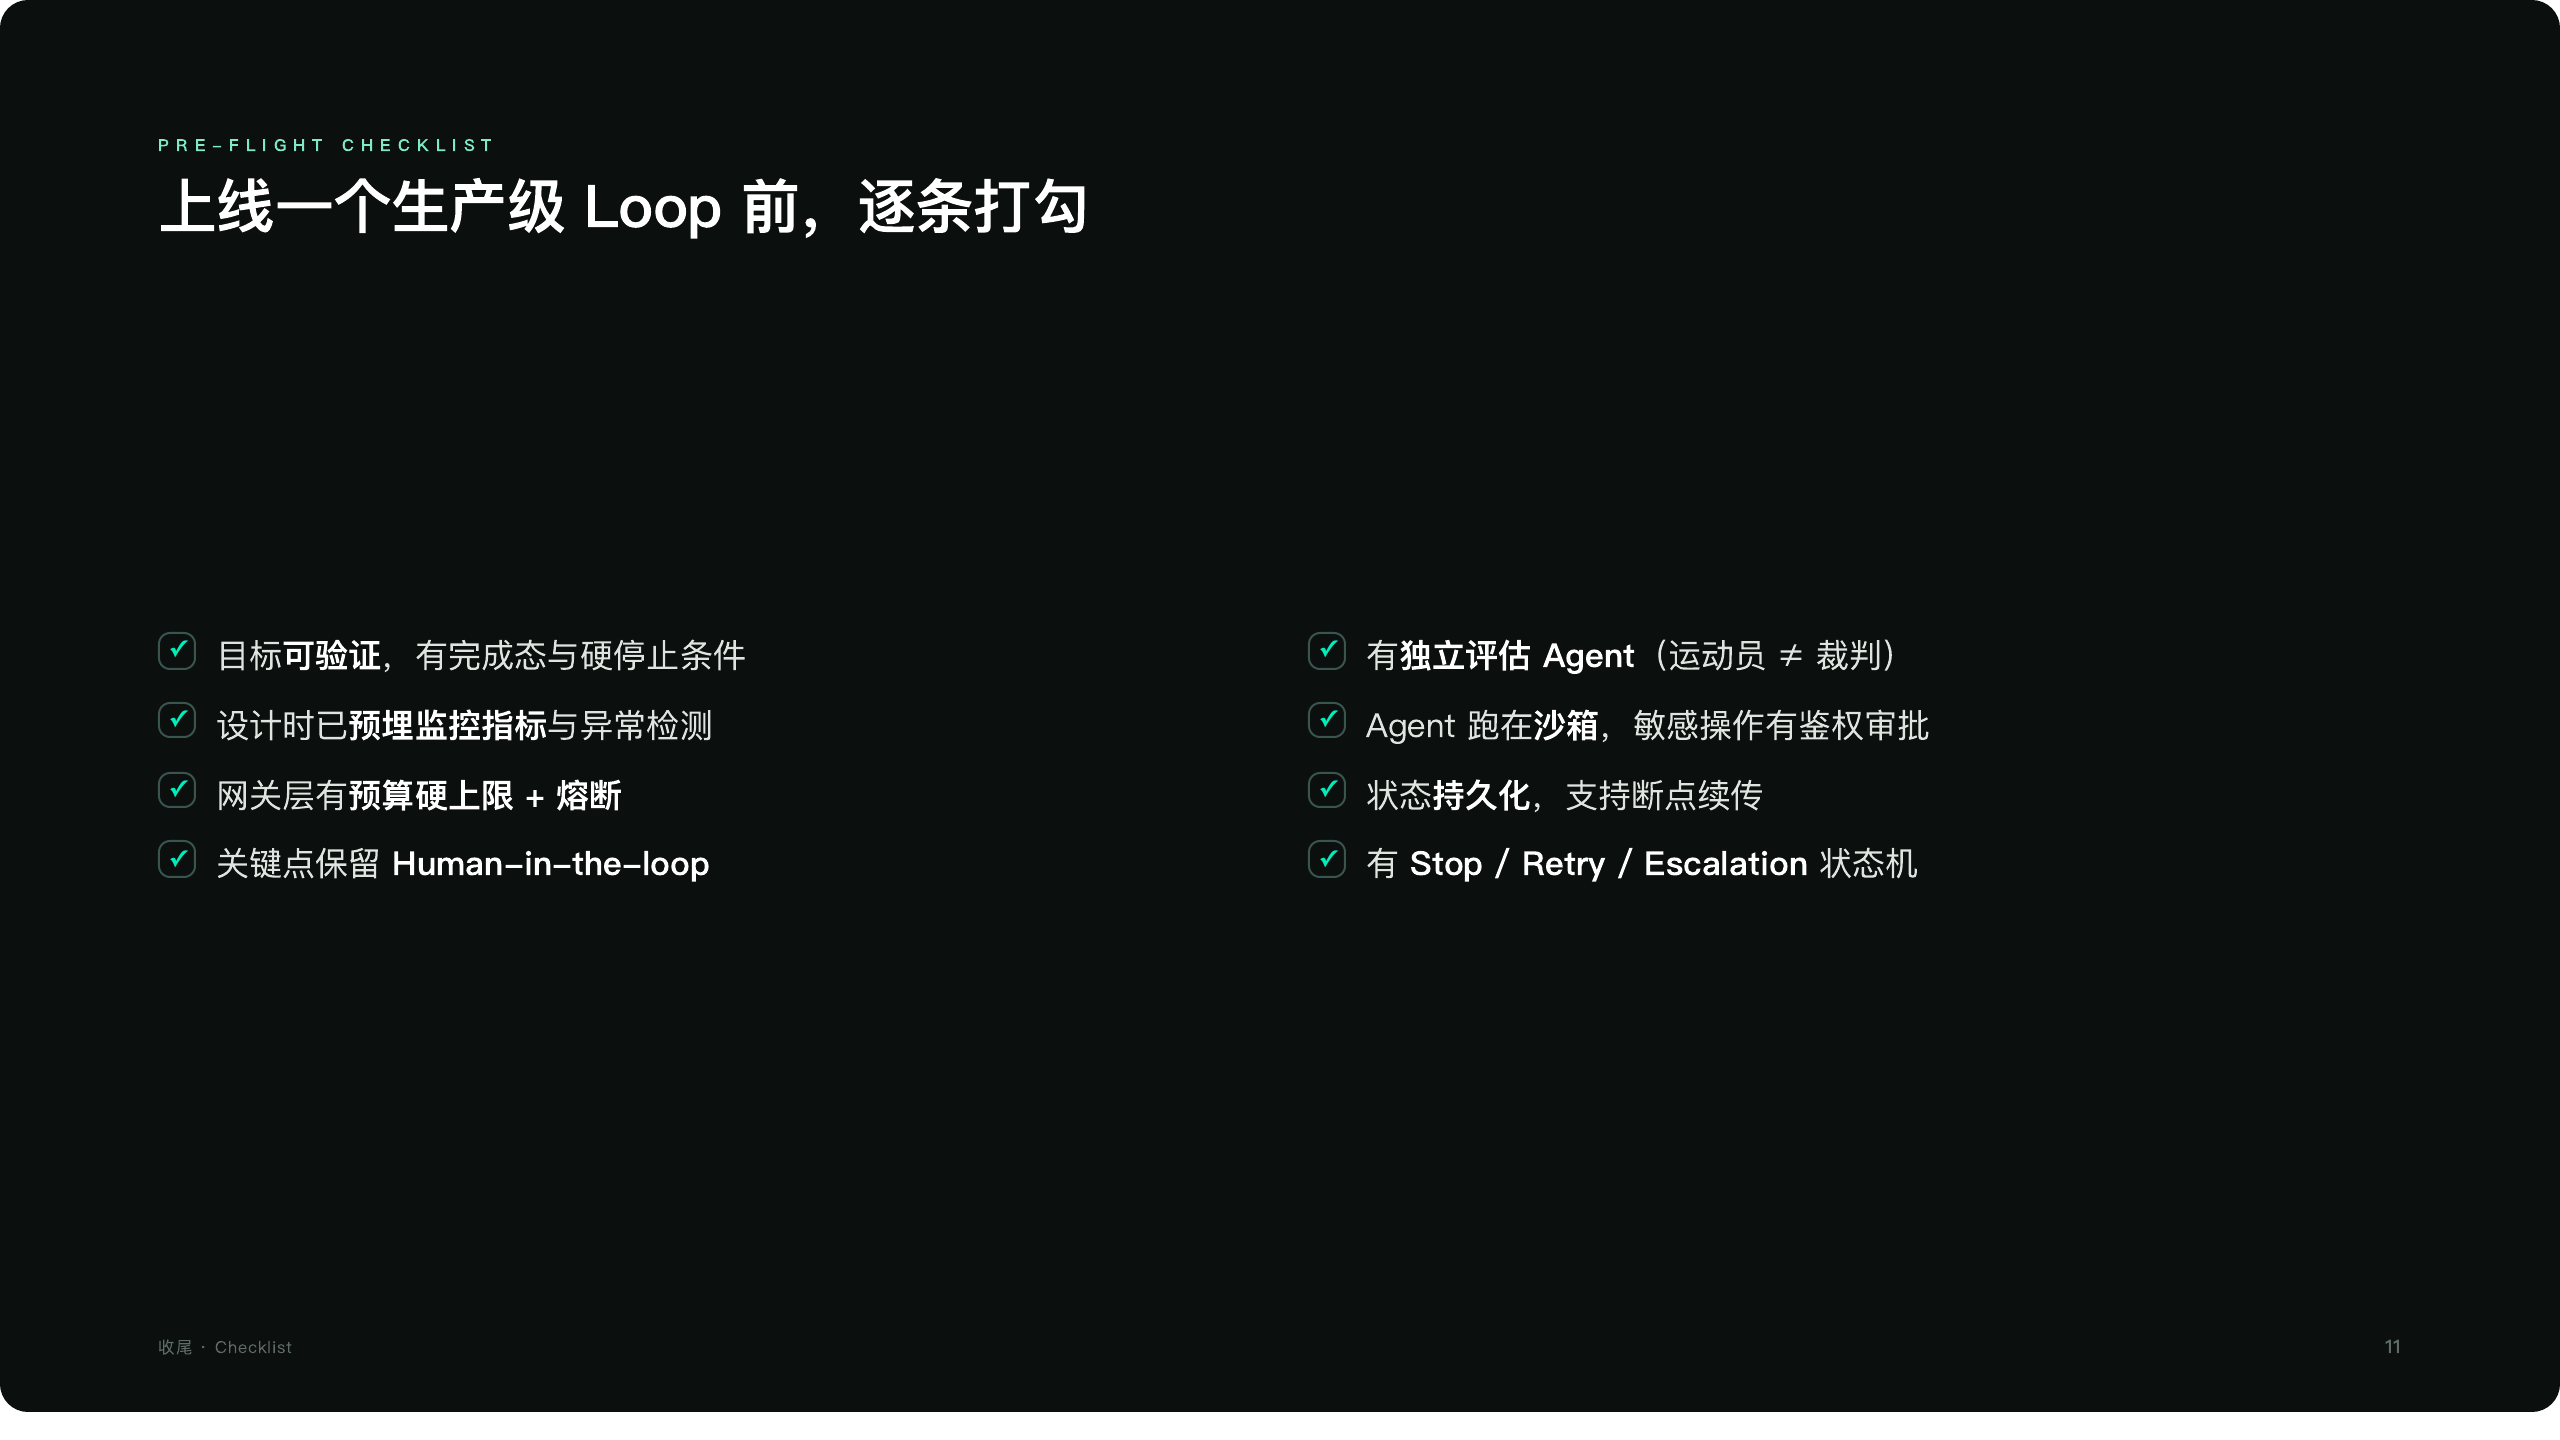 PRE-FLIGHT CHECKLIST
上线一个生产级 Loop 前，逐条打勾
目标可验证，有完成态与硬停止条件
有独立评估 Agent（运动员 ≠ 裁判）
设计时已预埋监控指标与异常检测
Agent 跑在沙箱，敏感操作有鉴权审批
网关层有预算硬上限 + 熔断
状态持久化，支持断点续传
关键点保留 Human-in-the-loop
有 Stop / Retry / Escalation 状态机
收尾 · Checklist
11